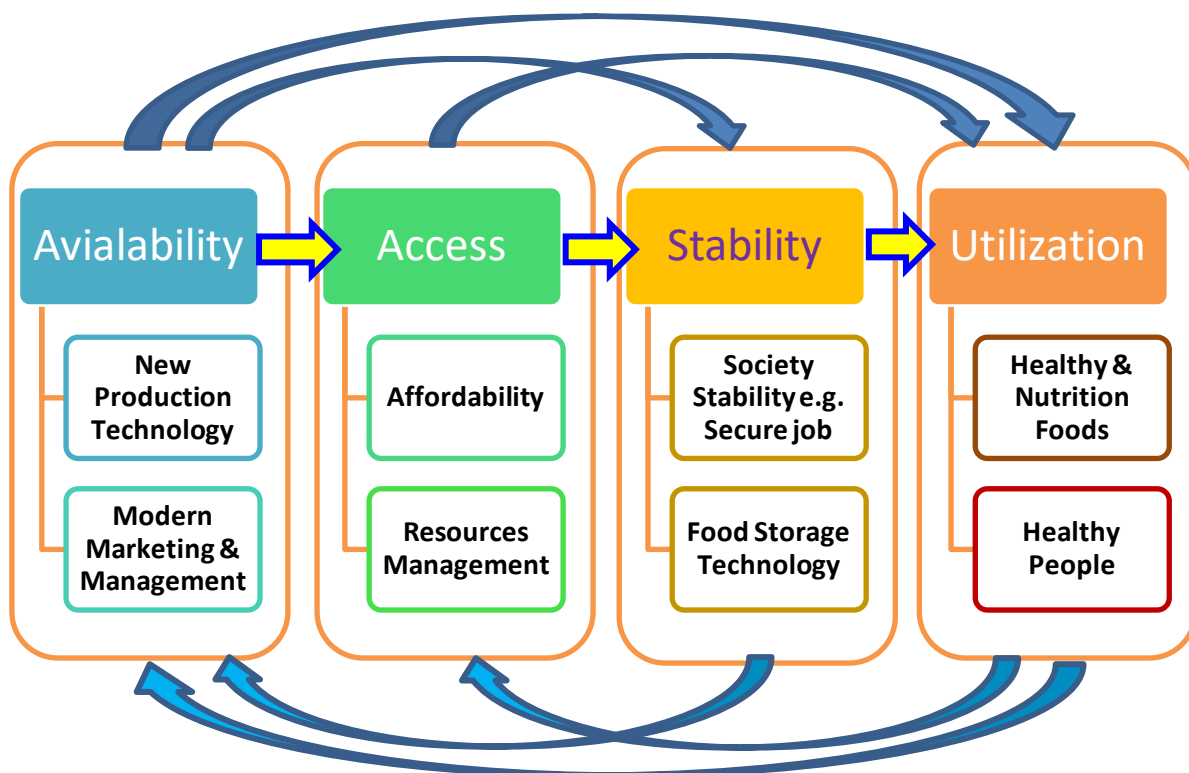 Avialability
Access
Stability
Utilization
New
Production
Technology
Affordability
Society
Stability e.g.
Secure job
Healthy &
Nutrition
Foods
Modern
Marketing &
Management
Resources
Management
Food Storage
Technology
Healthy
People